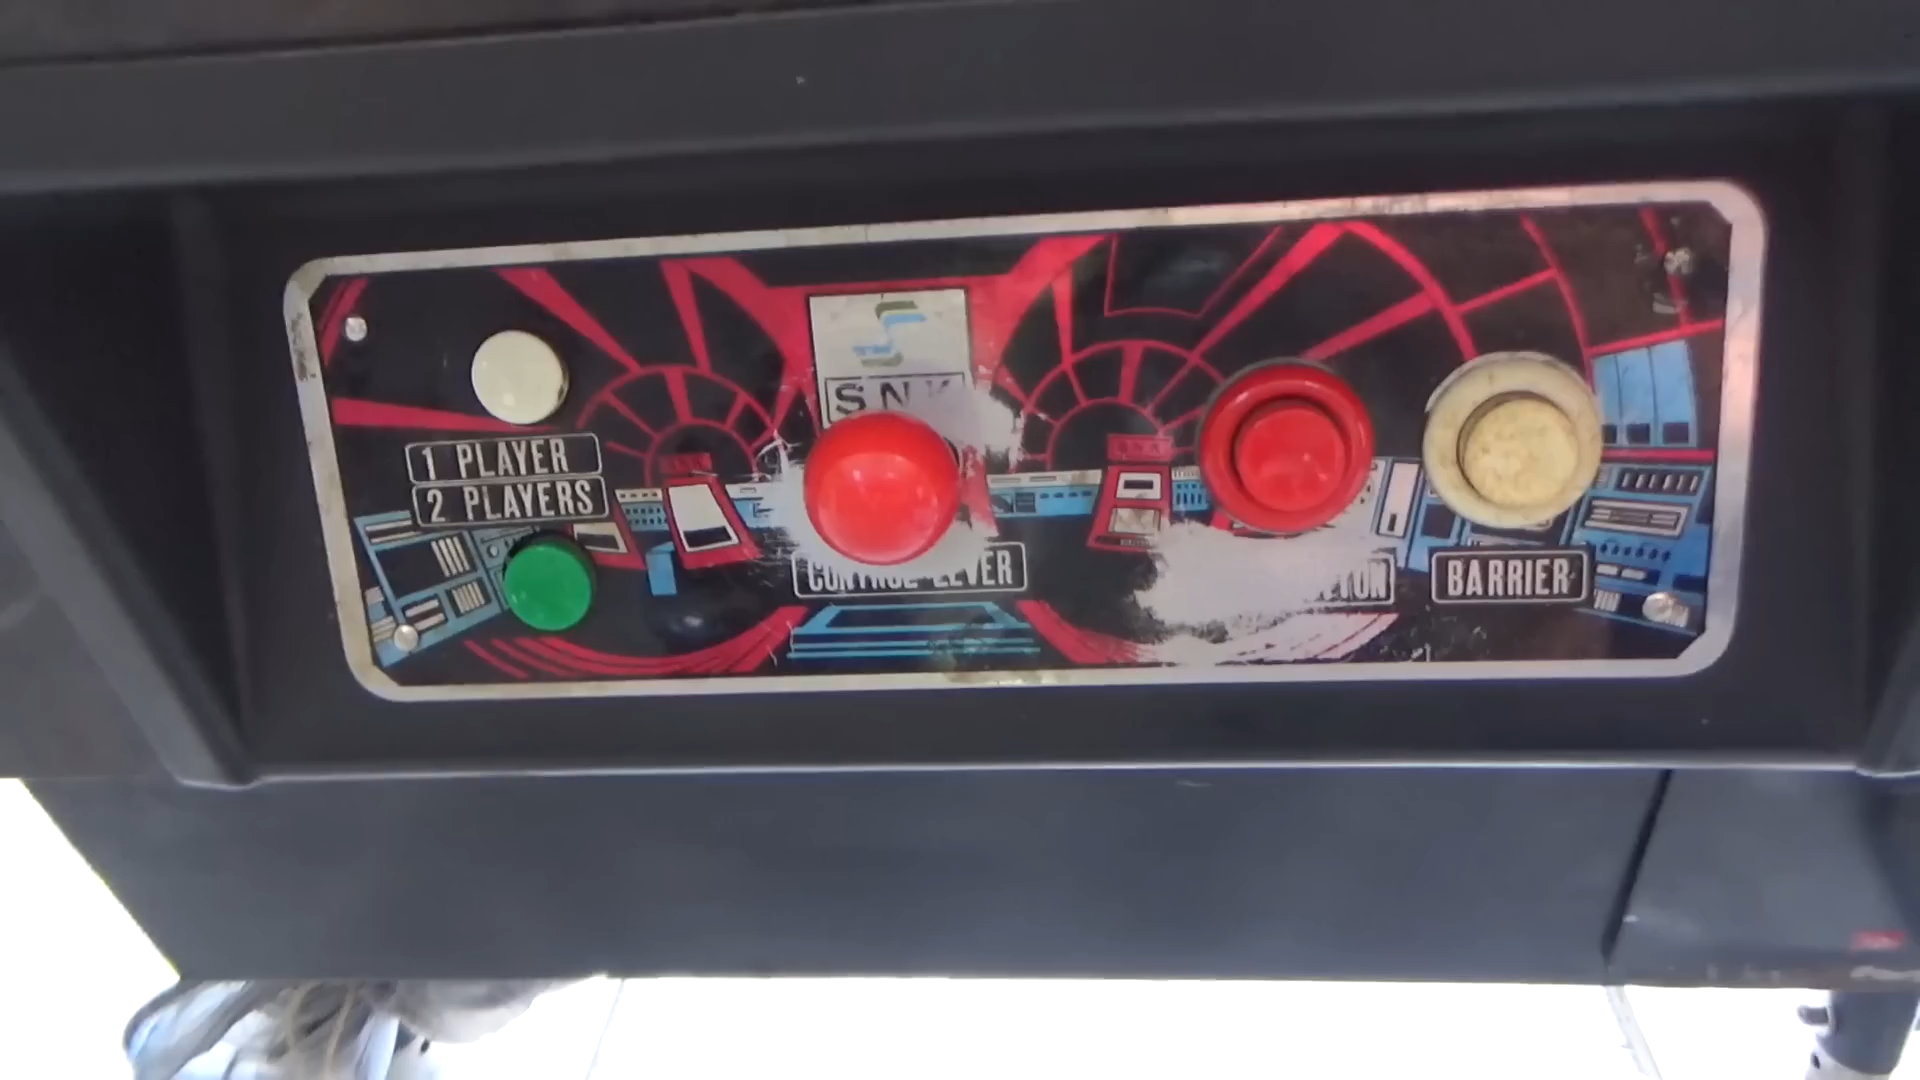 1 PLAYER
2 PLAYERS
SNK
CONTROL LEVER
BARRIER